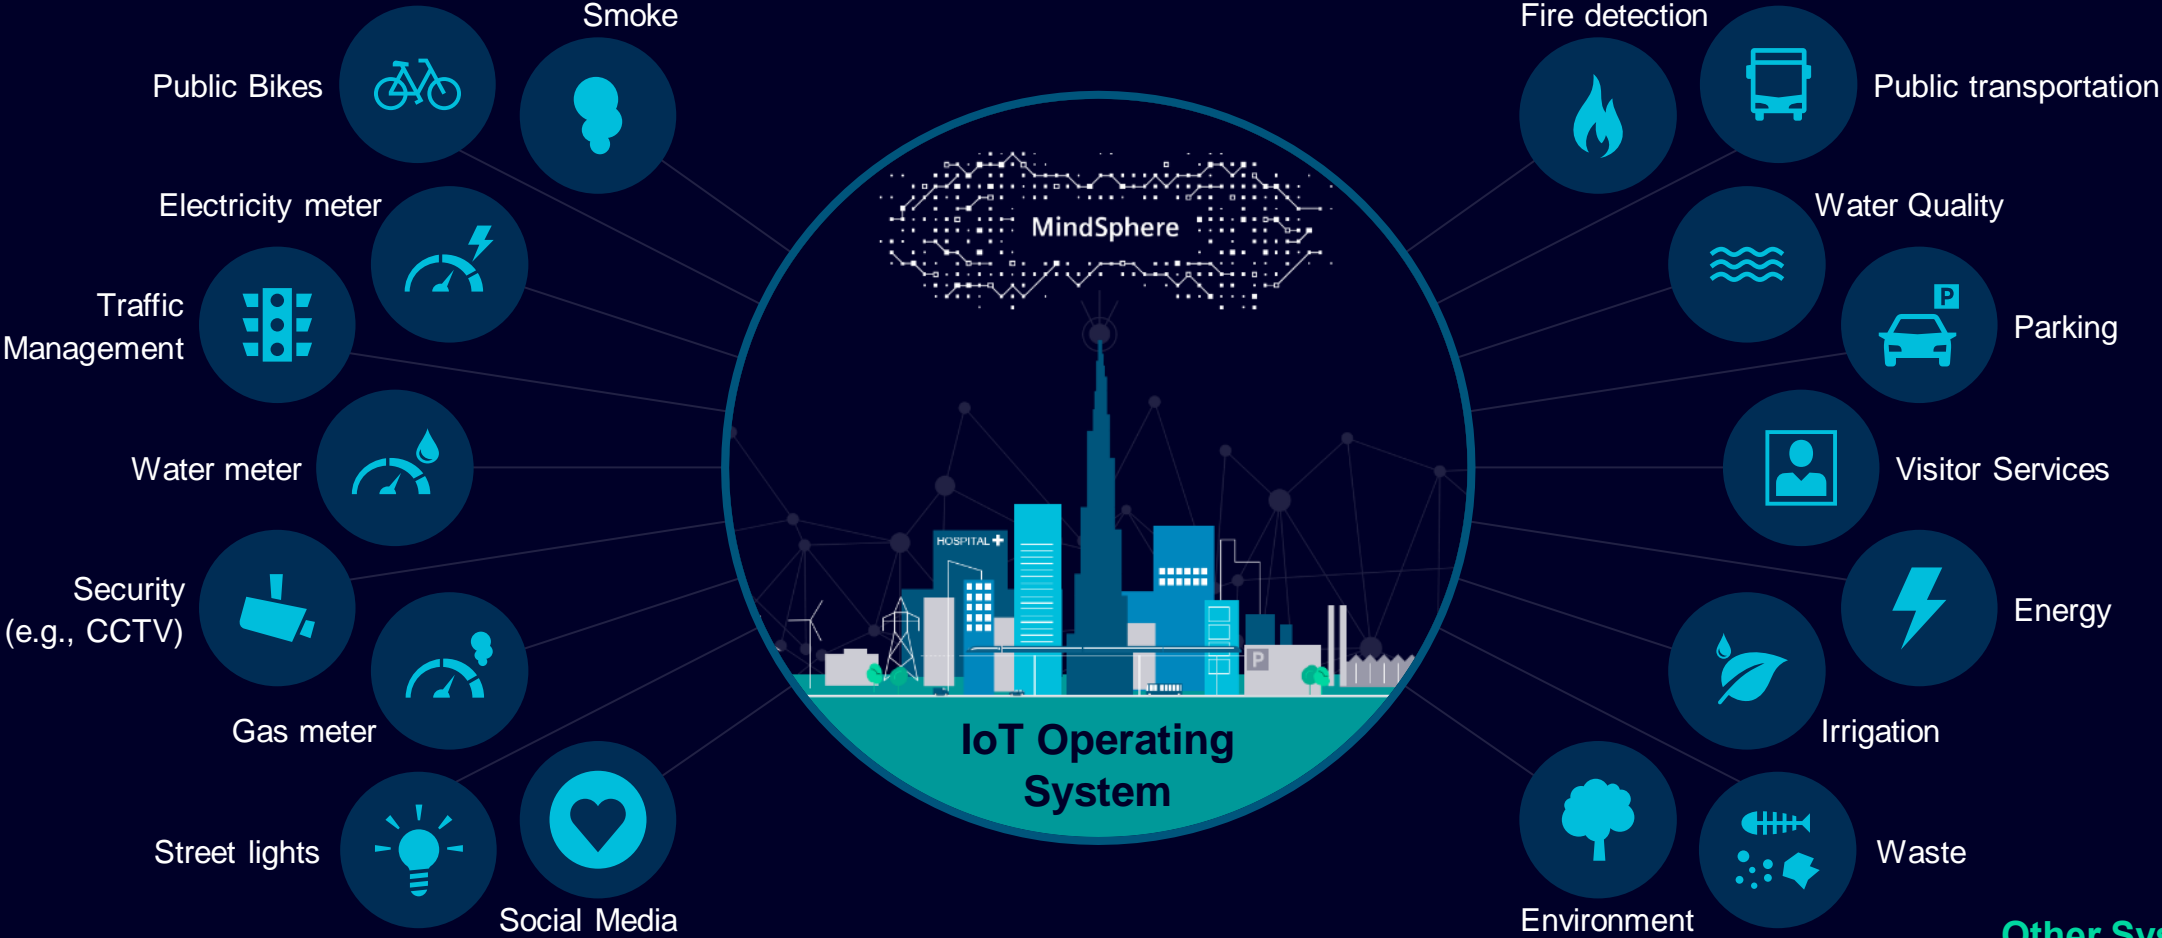 Smoke
Fire detection
Public Bikes
Public transportation
Electricity meter
Water Quality
MindSphere
Traffic
Management
P
Parking
Water meter
Visitor Services
HOSPITAL
Security
(e.g., CCTV)
Energy
P
Gas meter
Irrigation
IoT Operating
System
Street lights
Waste
Social Media
Environment
Other